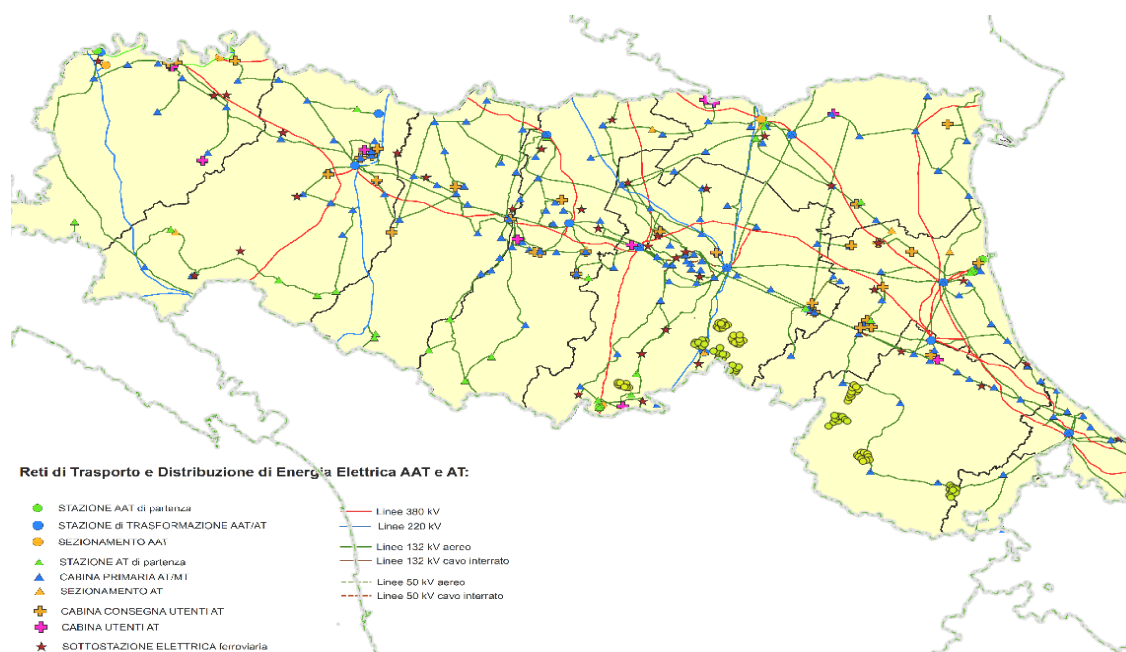 Reti di Trasporto e Distribuzione di Energia Elettrica AAT e AT:
STAZIONE AAT di partenza
STAZIONE di TRASFORMAZIONE AAT/AT
SEZIONAMENTO AAT
STAZIONE AT di partenza
CABINA PRIMARIA AT/MT
SEZIONAMENTO AT
CABINA CONSEGNA UTENTI AT
CABINA UTENTI AT
SOTTOSTAZIONE ELETTRICA ferroviaria
Linee 380 kV
Linee 220 kV
Linee 132 kV aereo
Linee 132 kV cavo interrato
Linee 50 kV aereo
Linee 50 kV cavo interrato